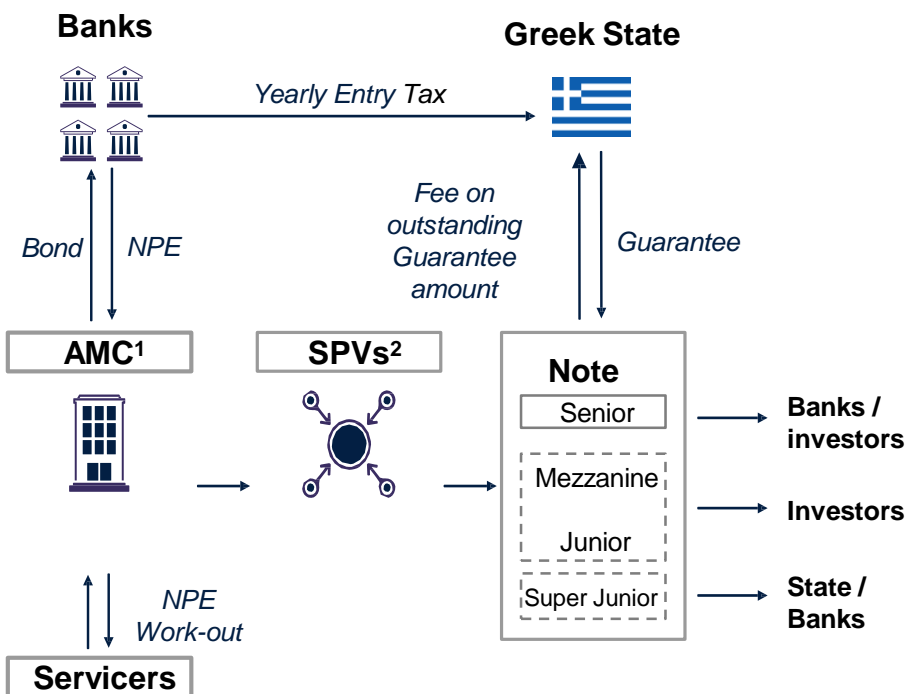 Banks
Greek State
Yearly Entry Tax
Bond
NPE
Fee on
outstanding
Guarantee
amount
Guarantee
AMC¹
SPVs²
Note
Senior
Mezzanine
Junior
Super Junior
Banks /
investors
Investors
State /
Banks
NPE
Work-out
Servicers